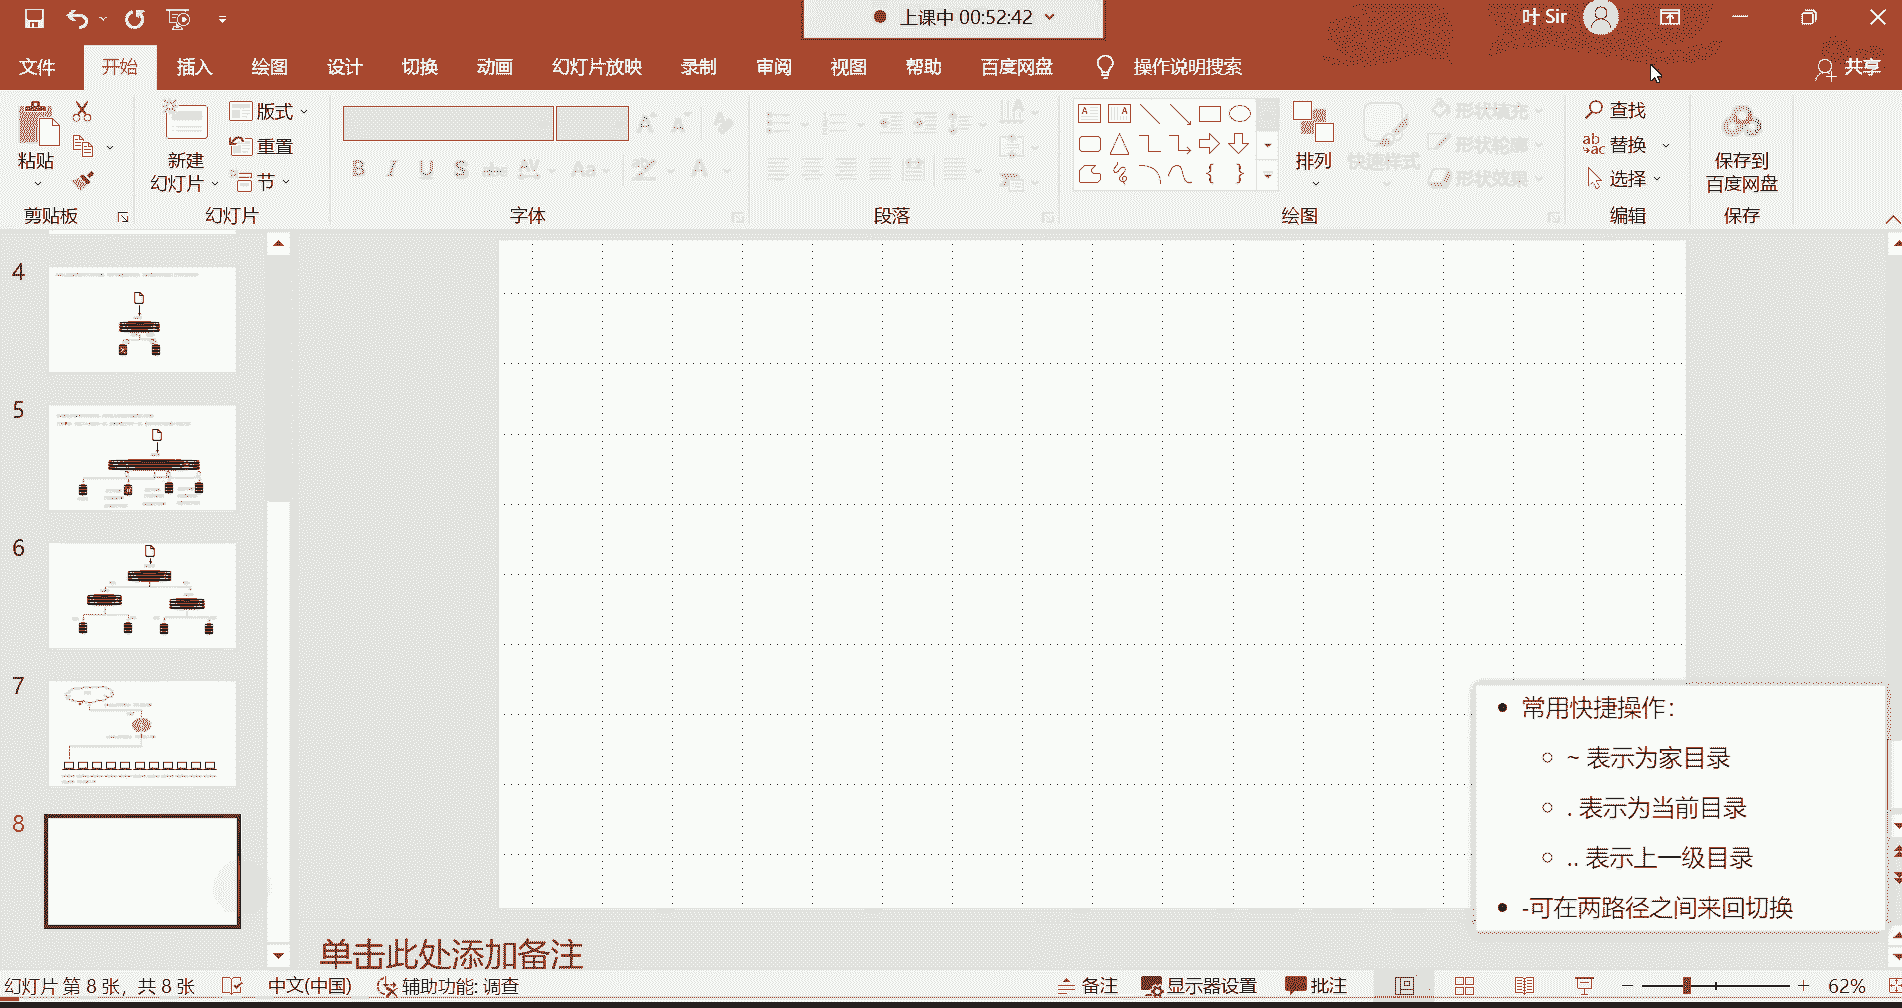 上课中 00:52:42
叶 Sir
文件 开始 插入 绘图 设计 切换 动画 幻灯片放映 录制 审阅 视图 帮助 百度网盘 操作说明搜索 共享
粘贴
剪贴板
新建
幻灯片
版式
重置
节
幻灯片
B I U S abc AV Aa A
字体
段落
排列
快速样式
形状填充
形状轮廓
形状效果
绘图
查找
替换
选择
编辑
保存到
百度网盘
保存
4
5
6
7
8
常用快捷操作：
~ 表示为家目录
. 表示为当前目录
.. 表示上一级目录
-可在两路径之间来回切换
单击此处添加备注
幻灯片 第 8 张，共 8 张 中文(中国) 辅助功能: 调查 备注 显示器设置 批注 62%